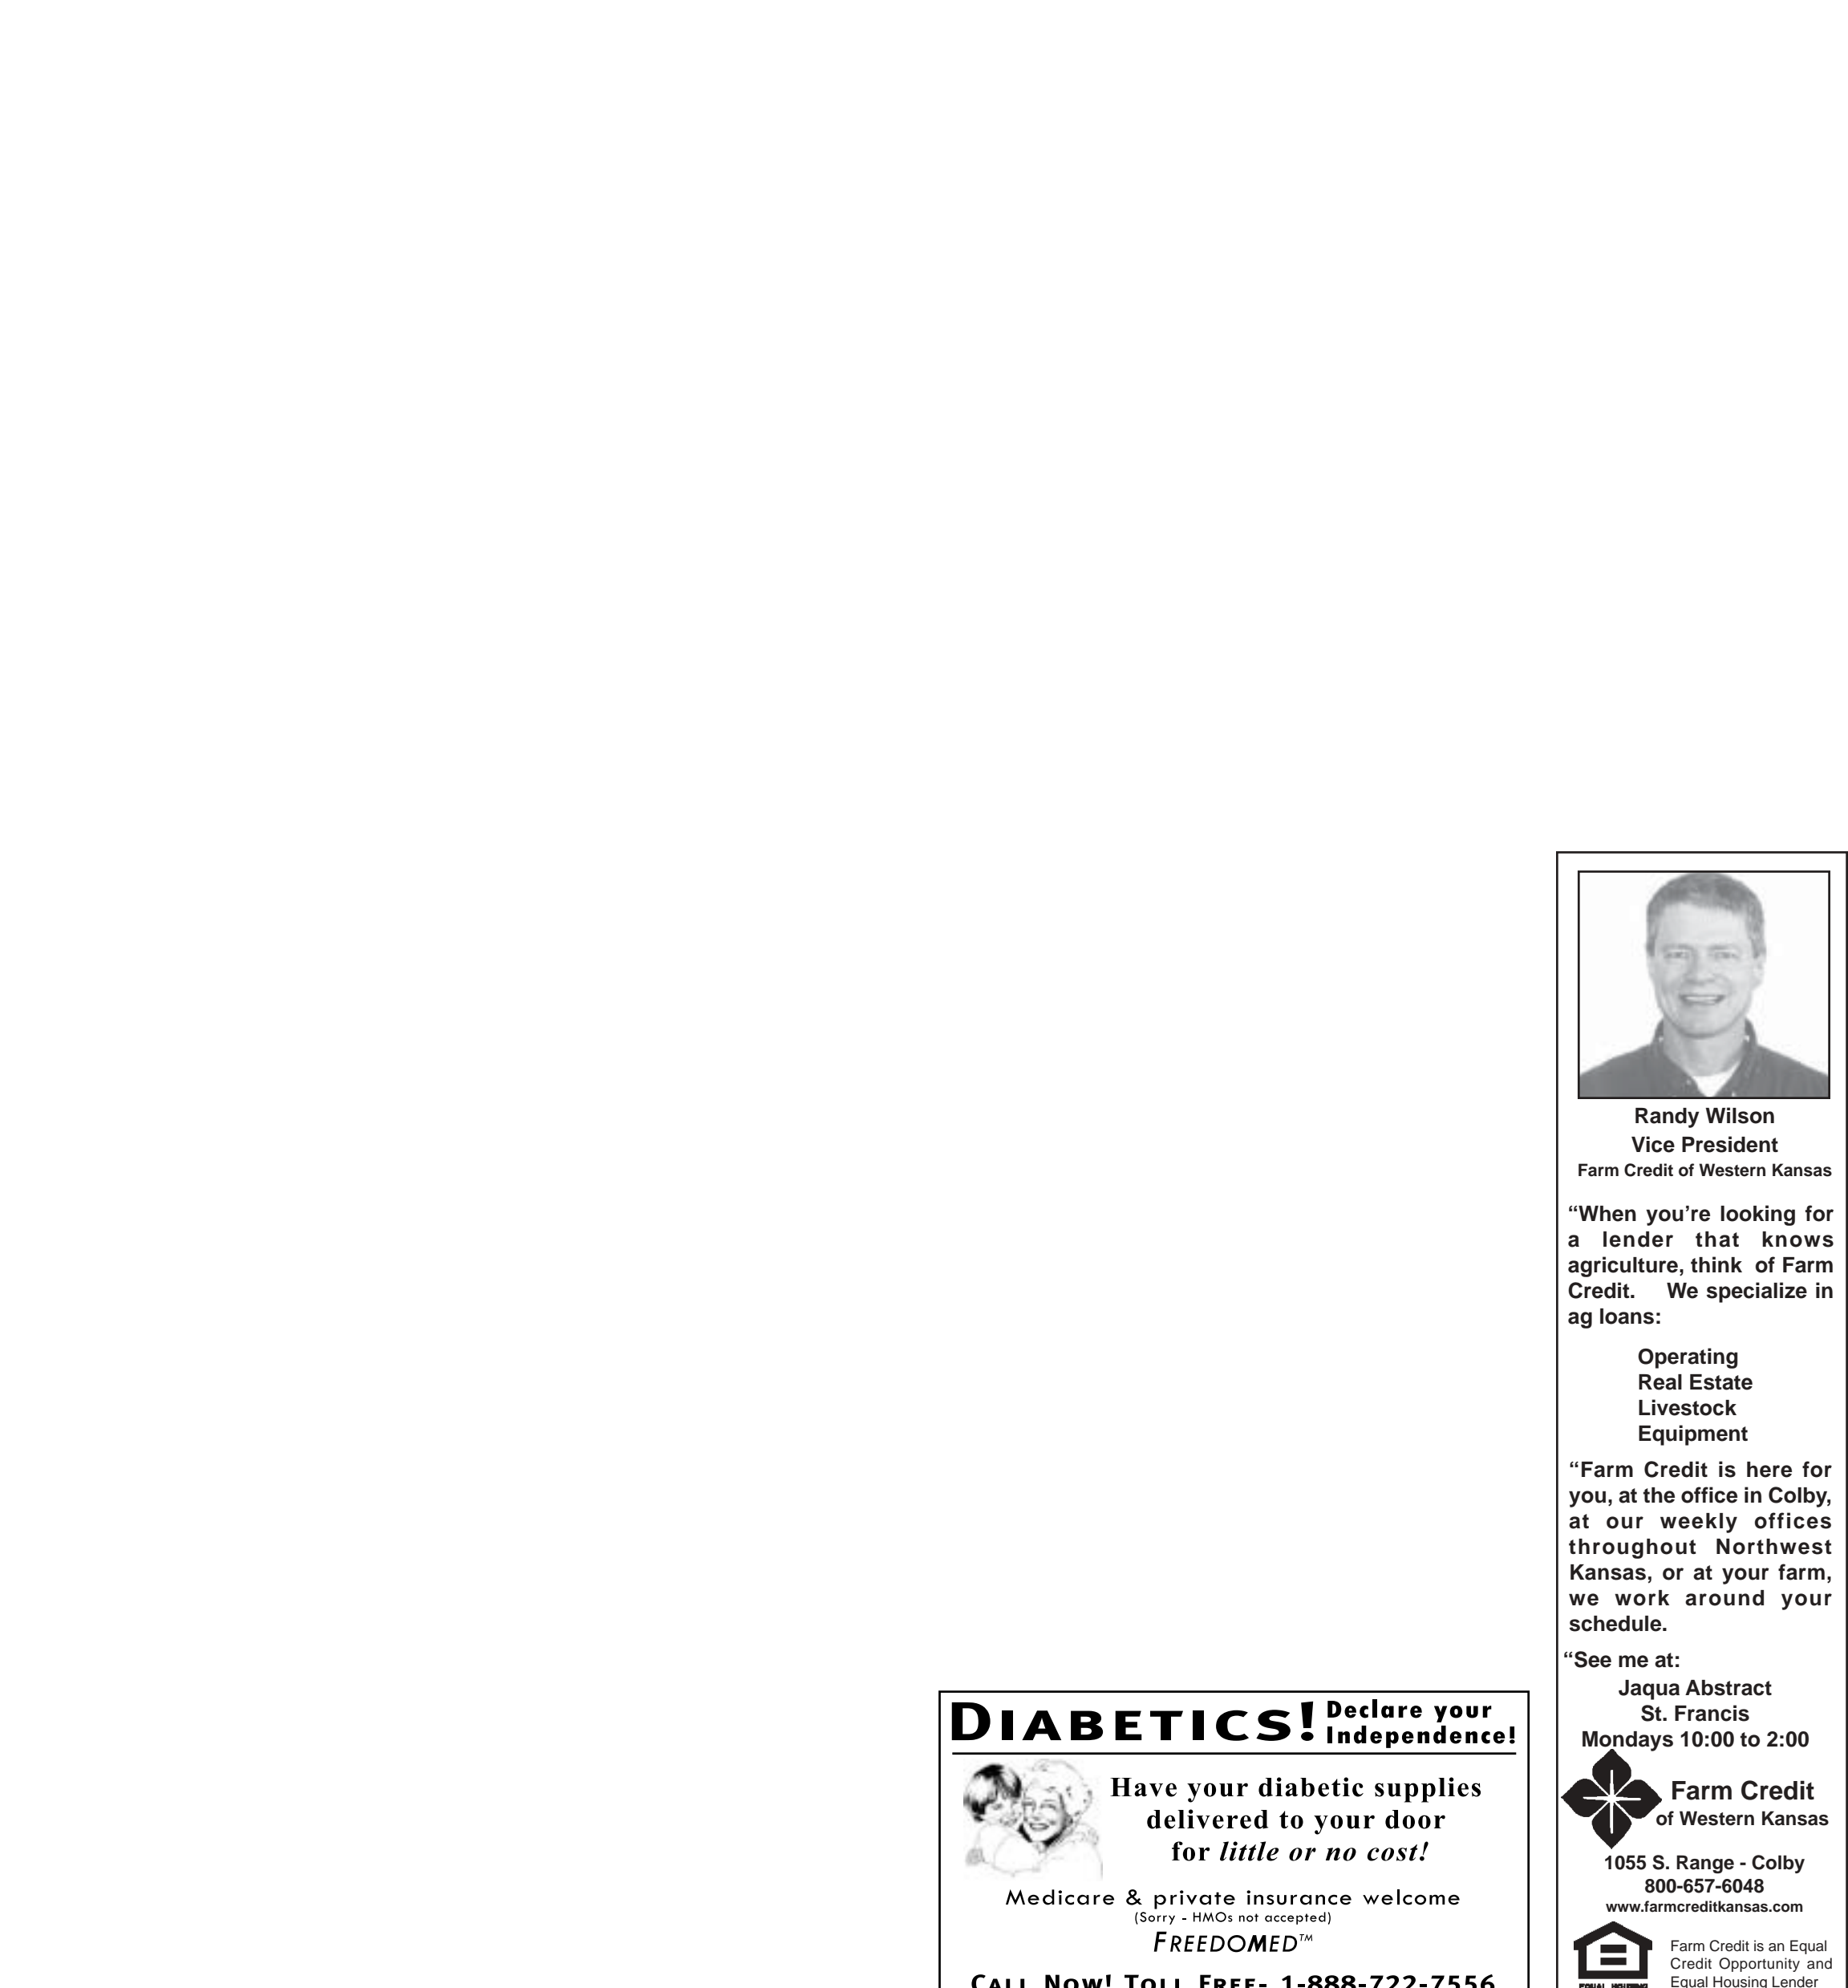 Randy Wilson
Vice President
Farm Credit of Western Kansas
“When you’re looking for
a lender that knows
agriculture, think of Farm
Credit. We specialize in
ag loans:
Operating
Real Estate
Livestock
Equipment
“Farm Credit is here for
you, at the office in Colby,
at our weekly offices
throughout Northwest
Kansas, or at your farm,
we work around your
schedule.
“See me at:
Jaqua Abstract
St. Francis
Mondays 10:00 to 2:00
Farm Credit
of Western Kansas
1055 S. Range - Colby
800-657-6048
www.farmcreditkansas.com
Farm Credit is an Equal
Credit Opportunity and
Equal Housing Lender
EQUAL HOUSING
DIABETICS! Declare your
Independence!
Have your diabetic supplies
delivered to your door
for little or no cost!
Medicare & private insurance welcome
(Sorry - HMOs not accepted)
FREEDOMED™
CALL NOW! TOLL FREE- 1-888-722-7556